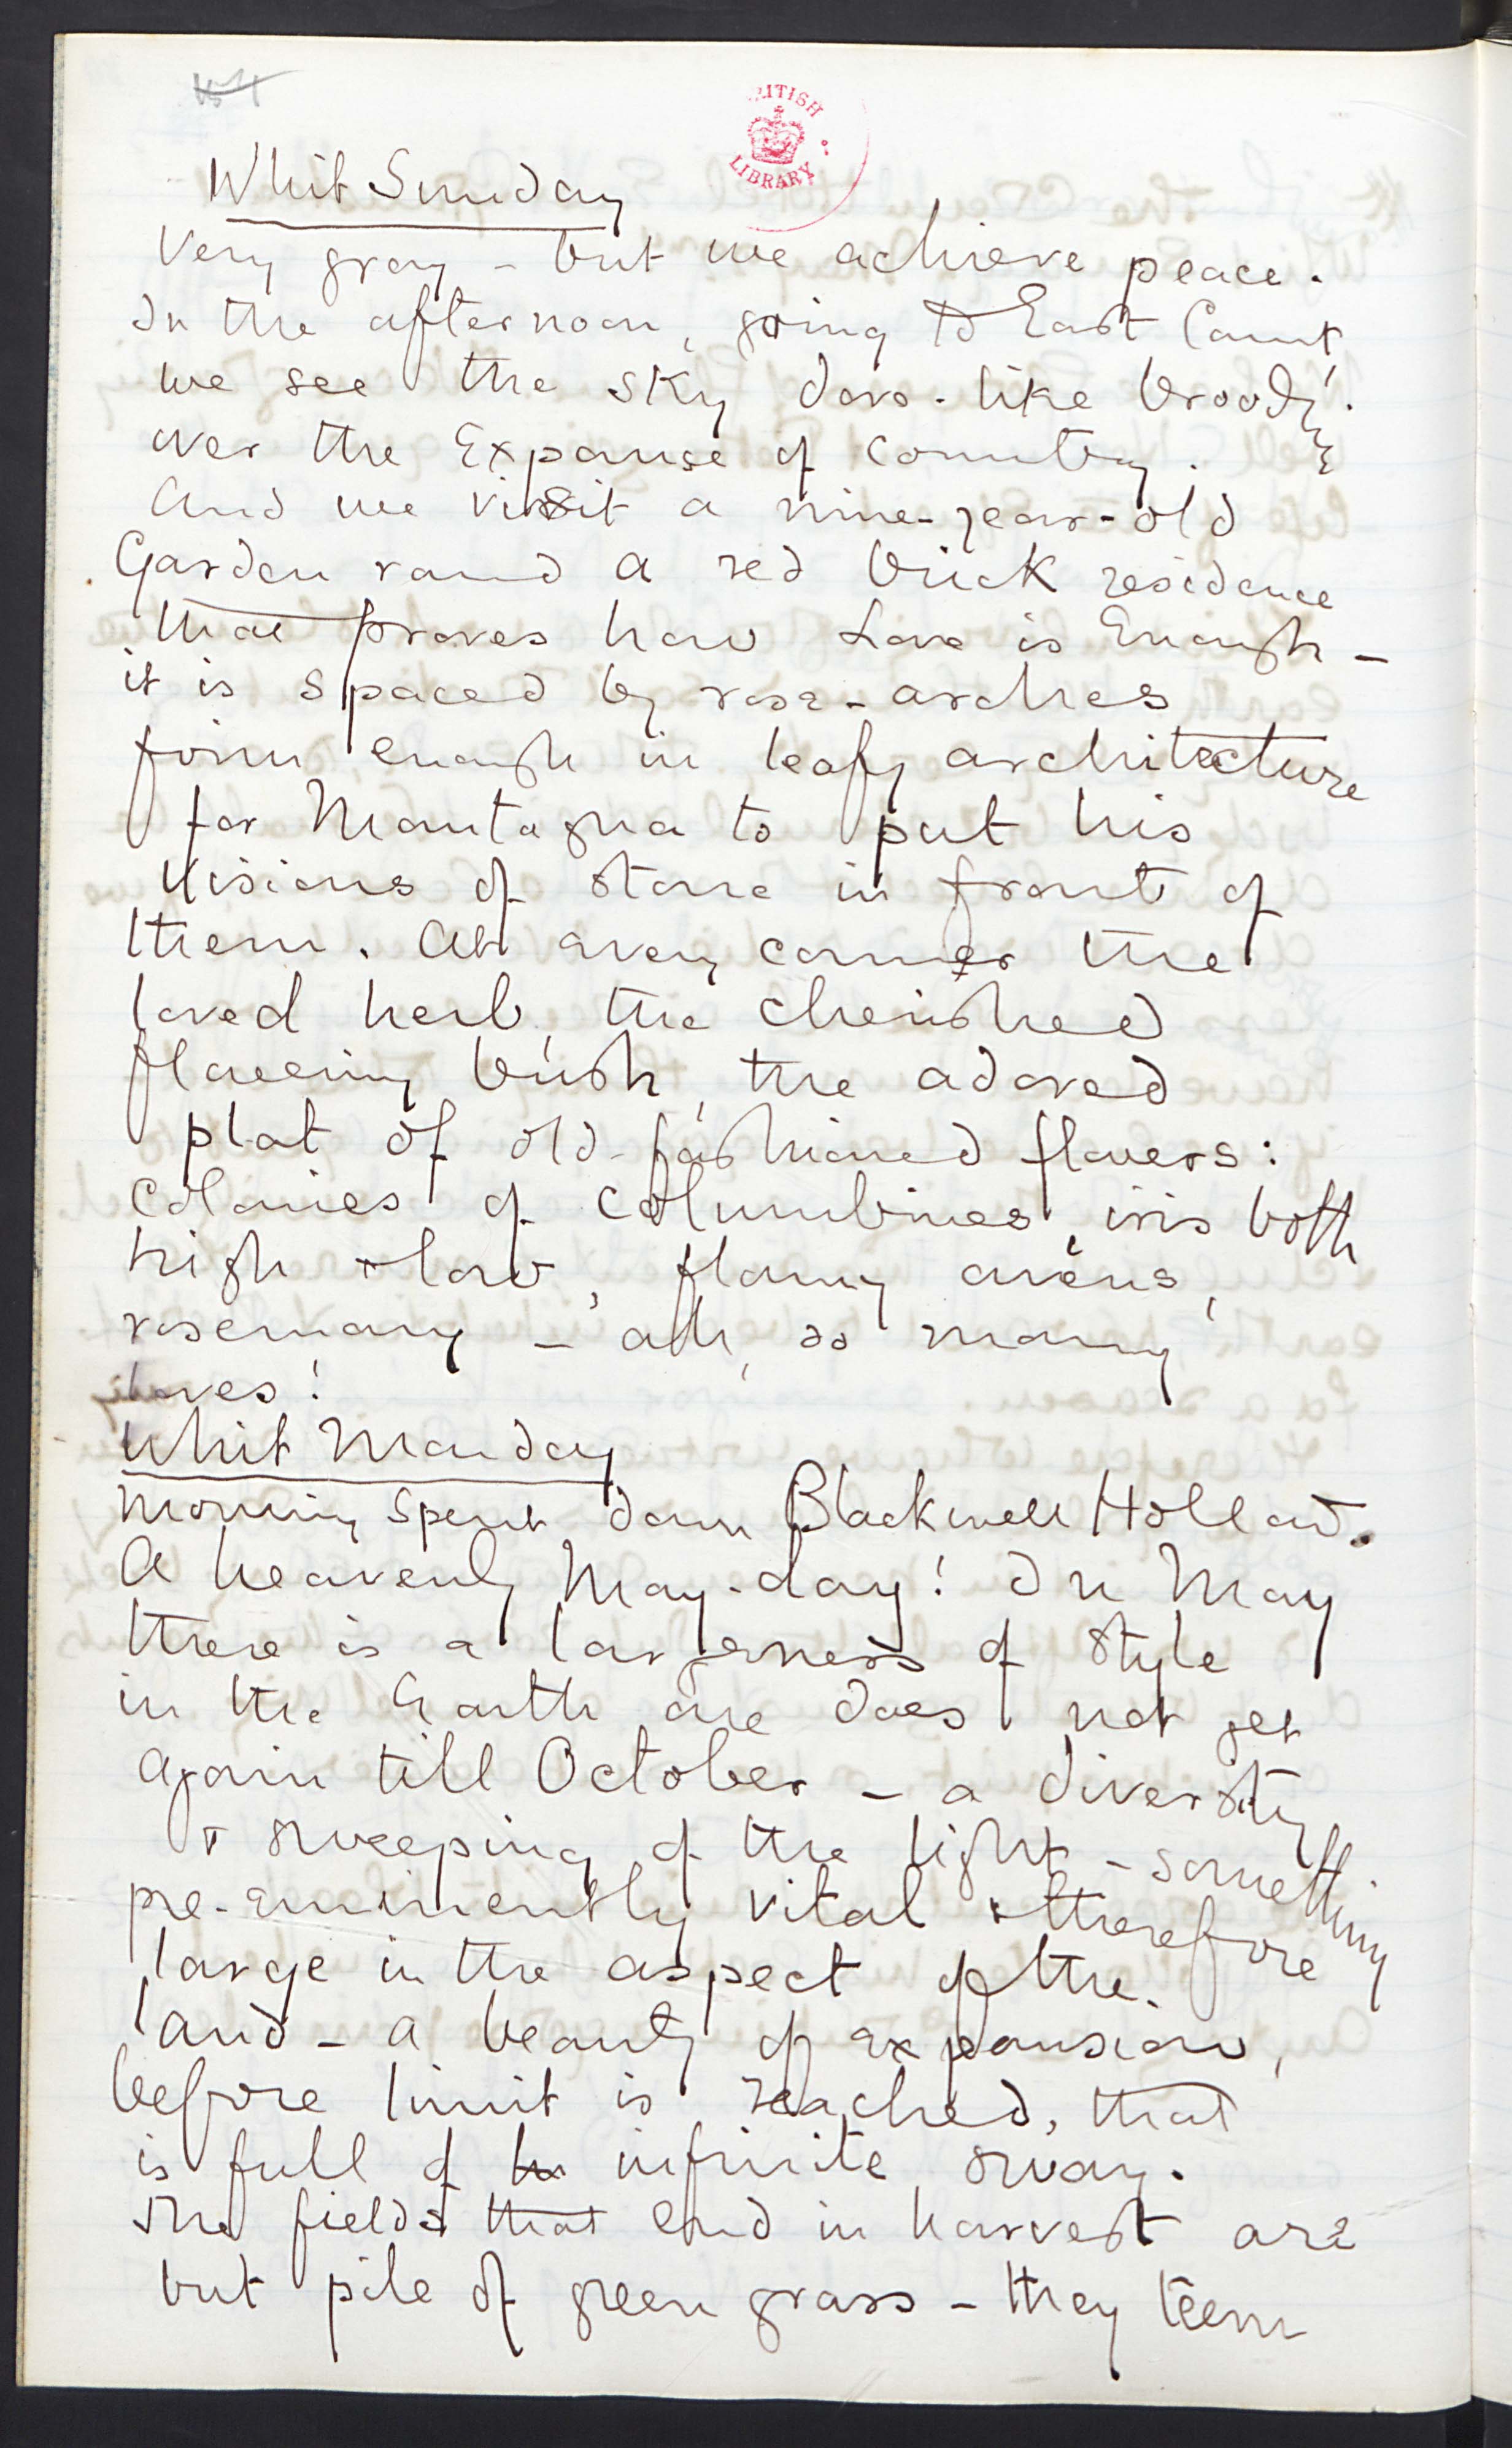 BRITISH
LIBRARY
Whit Sunday
Very gray – but we achieve peace.
In the afternoon, going to East Court,
we see the sky dove-like broody
over the Expanse of Country.
And we visit a nine-year-old
Garden round a red brick residence
that proves how Love is Enough –
it is spaced by rose-arches
firm enough in leafy architecture
for Mantegna to put his
Visions of stone in front of
them. At every corner the
loved herb, the cherished
flowering bush, the adored
plot of old-fashioned flowers:
Colonies of Columbines, iris both
high & low, flamy avens,
rosemary – ah, so many
loves!
Whit Monday
Morning spent down Blackwell Hollow.
A heavenly May-day! In May
there is a largeness of style
in the Earth one does not get
again till October – a diversity
& sweeping of the light – something
pre-eminently vital & therefore
large in the aspect of the
land – a beauty of expansion,
before limit is reached, that
is full of infinite sway.
The fields that end in harvest are
but pile of green grass – they teem